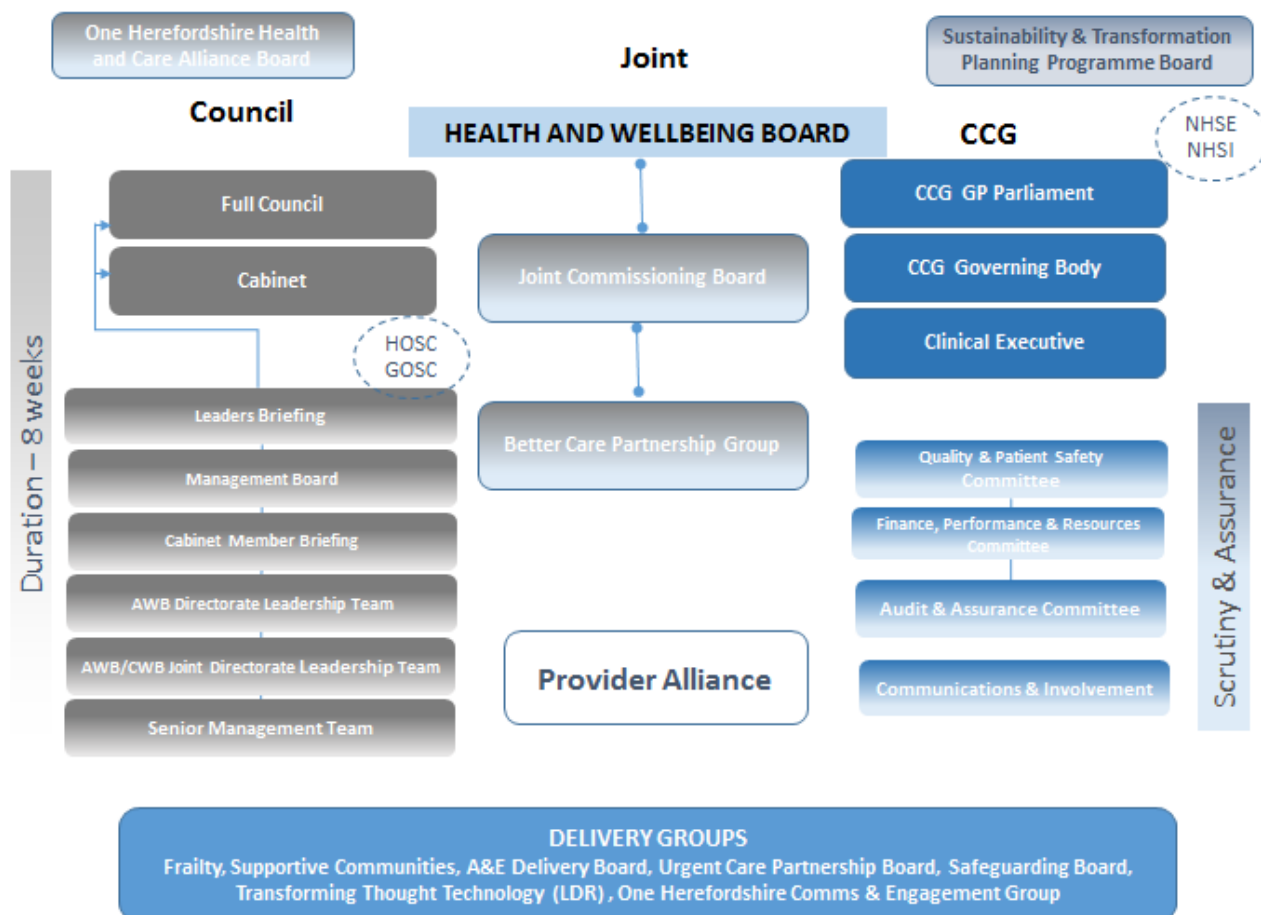 One Herefordshire Health
and Care Alliance Board
Joint
Sustainability & Transformation
Planning Programme Board
Council
HEALTH AND WELLBEING BOARD
CCG
NHSE
NHSI
Duration – 8 weeks
Full Council
Cabinet
HOSC
GOSC
Leaders Briefing
Management Board
Cabinet Member Briefing
AWB Directorate Leadership Team
AWB/CWB Joint Directorate Leadership Team
Senior Management Team
Joint Commissioning Board
Better Care Partnership Group
Provider Alliance
CCG GP Parliament
CCG Governing Body
Clinical Executive
Quality & Patient Safety
Committee
Finance, Performance & Resources
Committee
Audit & Assurance Committee
Communications & Involvement
Scrutiny & Assurance
DELIVERY GROUPS
Frailty, Supportive Communities, A&E Delivery Board, Urgent Care Partnership Board, Safeguarding Board,
Transforming Thought Technology (LDR) , One Herefordshire Comms & Engagement Group